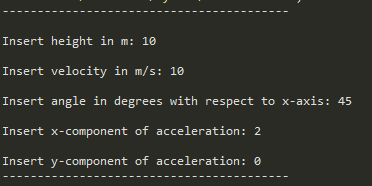 ----------------------------------------
Insert height in m: 10
Insert velocity in m/s: 10
Insert angle in degrees with respect to x-axis: 45
Insert x-component of acceleration: 2
Insert y-component of acceleration: 0
----------------------------------------